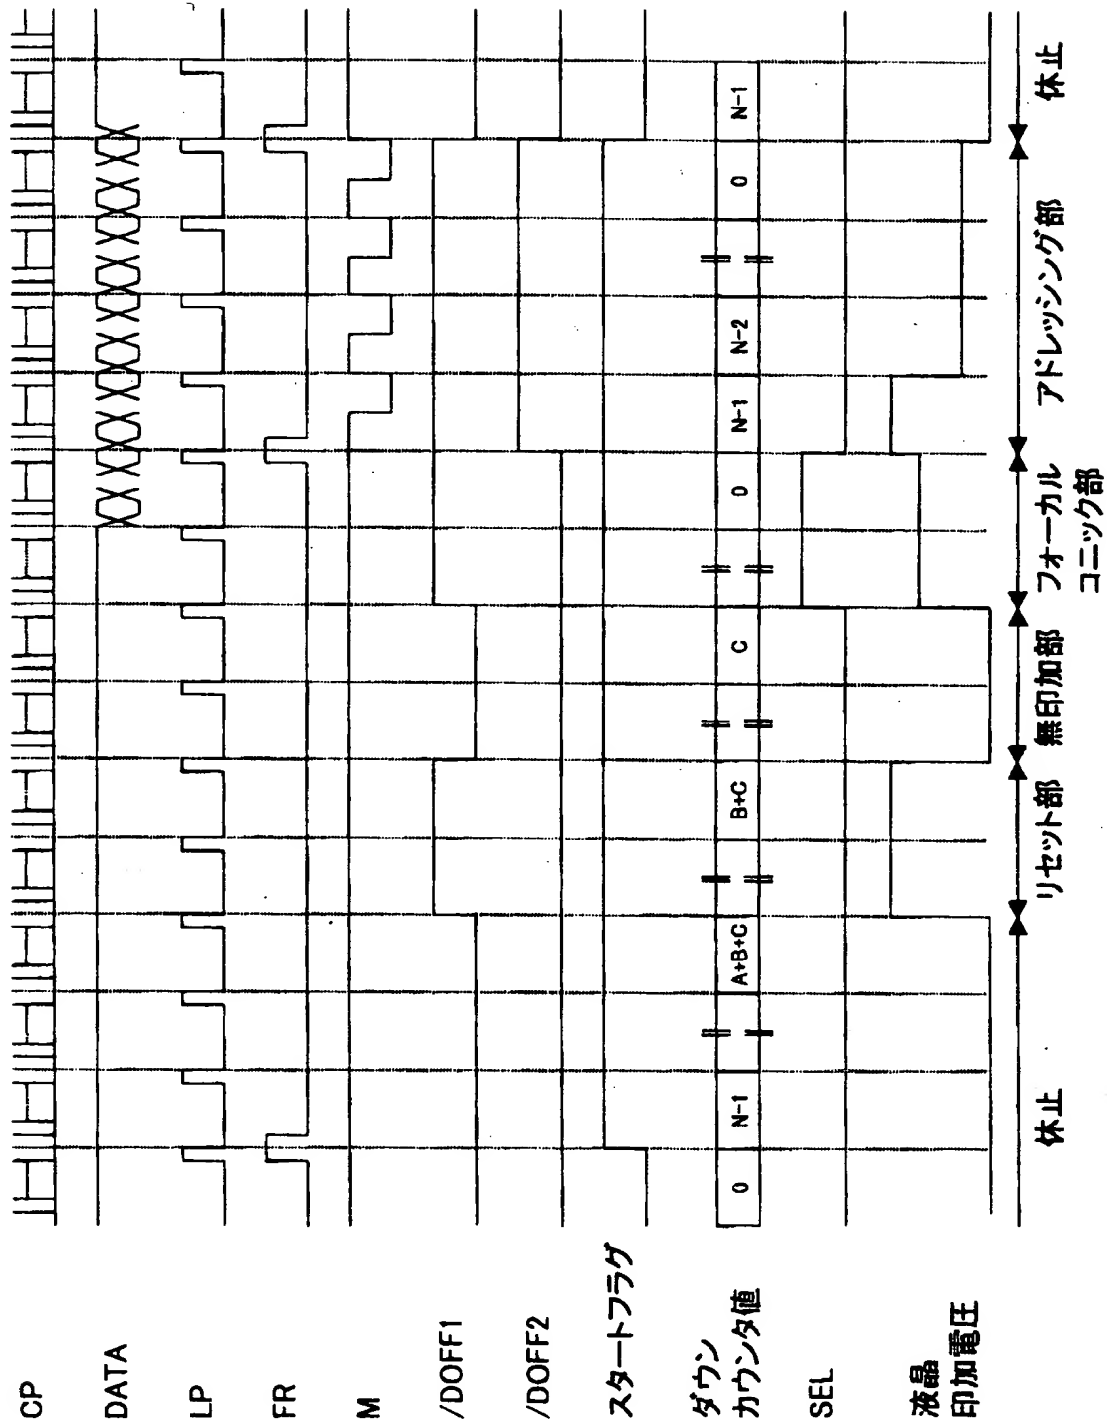 CP
DATA
LP
FR
M
/DOFF1
/DOFF2
スタートフラグ
ダウン
カウンタ値
0
N-1
A+B+C
B+C
C
0
N-1
N-2
0
N-1
SEL
液晶
印加電圧
休止
リセット部
無印加部
フォーカル
コニック部
アドレッシング部
休止